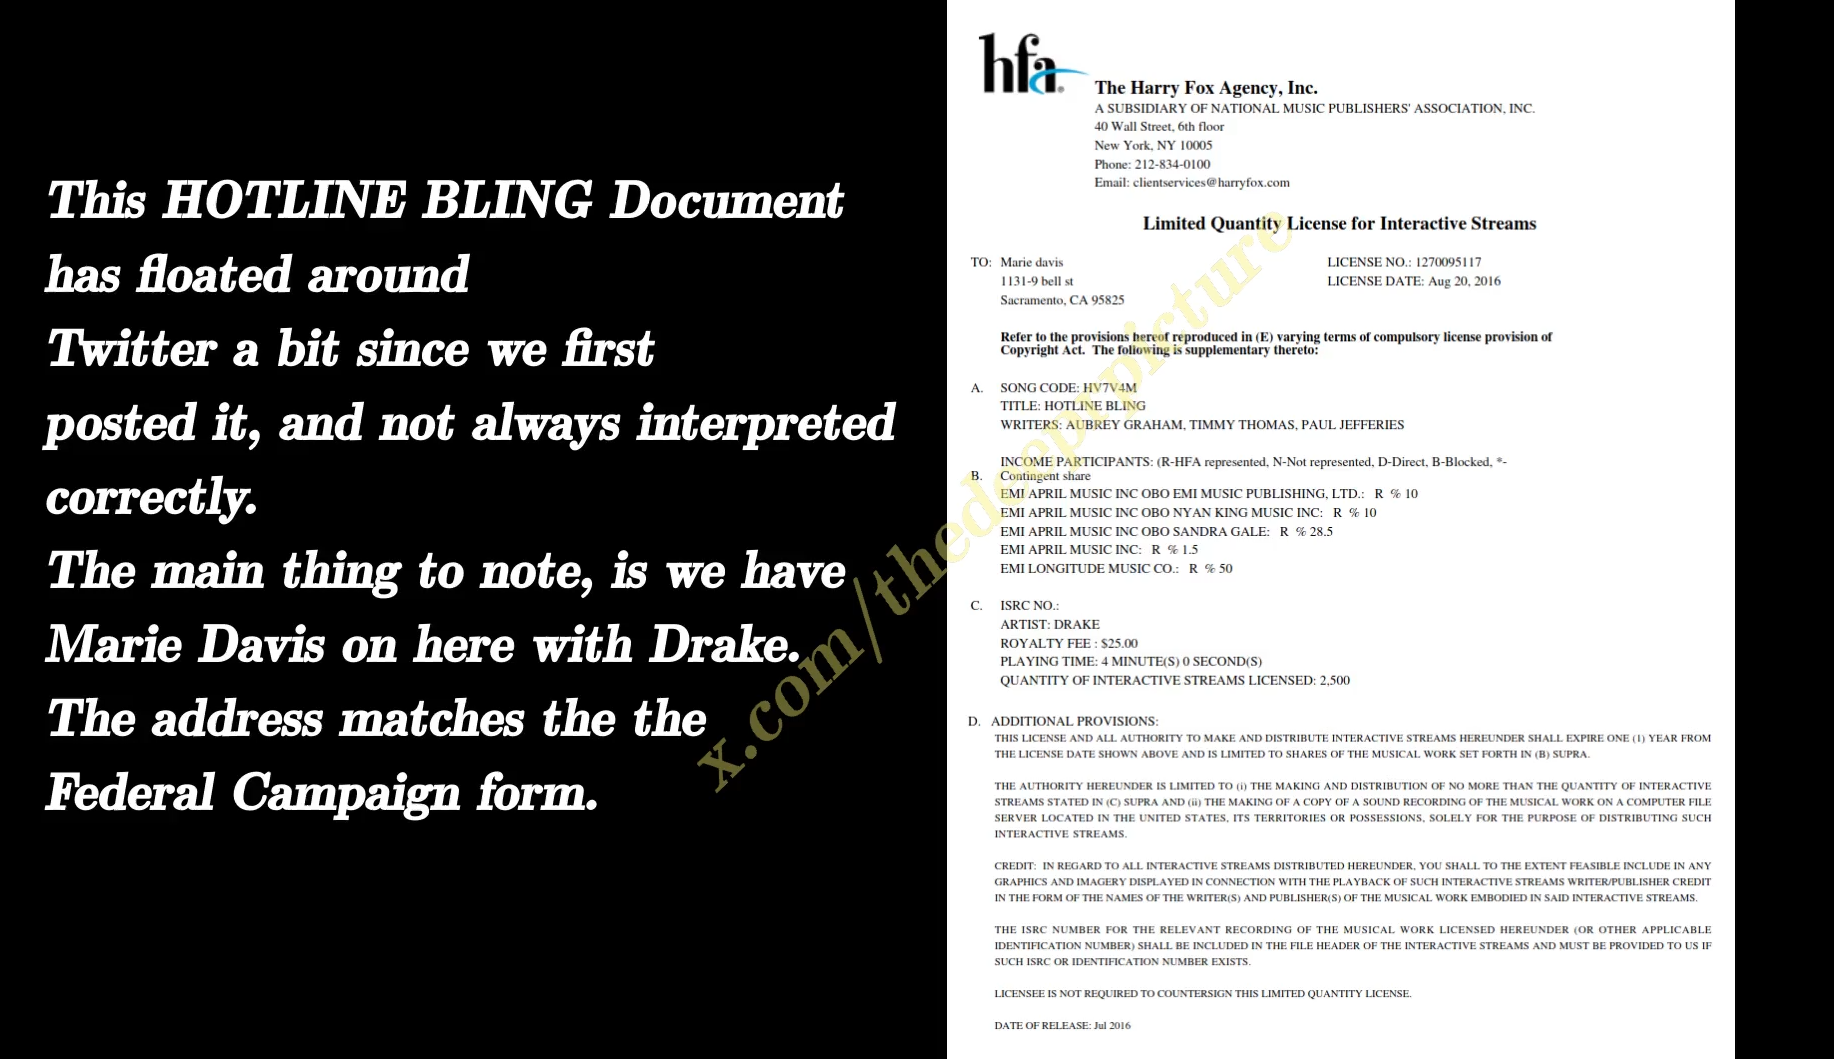 This HOTLINE BLING Document
has floated around
Twitter a bit since we first
posted it, and not always interpreted
correctly.
The main thing to note, is we have
Marie Davis on here with Drake.
The address matches the the
Federal Campaign form.
x.com/thedeeprpicture
hfa®
The Harry Fox Agency, Inc.
A SUBSIDIARY OF NATIONAL MUSIC PUBLISHERS' ASSOCIATION, INC.
40 Wall Street, 6th floor
New York, NY 10005
Phone: 212-834-0100
Email: clientservices@harryfox.com
Limited Quantity License for Interactive Streams
TO: Marie davis
1131-9 bell st
Sacramento, CA 95825
LICENSE NO.: 1270095117
LICENSE DATE: Aug 20, 2016
Refer to the provisions hereof reproduced in (E) varying terms of compulsory license provision of
Copyright Act. The following is supplementary thereto:
A. SONG CODE: HV7V4M
TITLE: HOTLINE BLING
WRITERS: AUBREY GRAHAM, TIMMY THOMAS, PAUL JEFFERIES
INCOME PARTICIPANTS: (R-HFA represented, N-Not represented, D-Direct, B-Blocked, *-
B. Contingent share
EMI APRIL MUSIC INC OBO EMI MUSIC PUBLISHING, LTD.: R % 10
EMI APRIL MUSIC INC OBO NYAN KING MUSIC INC: R % 10
EMI APRIL MUSIC INC OBO SANDRA GALE: R % 28.5
EMI APRIL MUSIC INC: R % 1.5
EMI LONGITUDE MUSIC CO.: R % 50
C. ISRC NO.:
ARTIST: DRAKE
ROYALTY FEE : $25.00
PLAYING TIME: 4 MINUTE(S) 0 SECOND(S)
QUANTITY OF INTERACTIVE STREAMS LICENSED: 2,500
D. ADDITIONAL PROVISIONS:
THIS LICENSE AND ALL AUTHORITY TO MAKE AND DISTRIBUTE INTERACTIVE STREAMS HEREUNDER SHALL EXPIRE ONE (1) YEAR FROM
THE LICENSE DATE SHOWN ABOVE AND IS LIMITED TO SHARES OF THE MUSICAL WORK SET FORTH IN (B) SUPRA.
THE AUTHORITY HEREUNDER IS LIMITED TO (i) THE MAKING AND DISTRIBUTION OF NO MORE THAN THE QUANTITY OF INTERACTIVE
STREAMS STATED IN (C) SUPRA AND (ii) THE MAKING OF A COPY OF A SOUND RECORDING OF THE MUSICAL WORK ON A COMPUTER FILE
SERVER LOCATED IN THE UNITED STATES, ITS TERRITORIES OR POSSESSIONS, SOLELY FOR THE PURPOSE OF DISTRIBUTING SUCH
INTERACTIVE STREAMS.
CREDIT: IN REGARD TO ALL INTERACTIVE STREAMS DISTRIBUTED HEREUNDER, YOU SHALL TO THE EXTENT FEASIBLE INCLUDE IN ANY
GRAPHICS AND IMAGERY DISPLAYED IN CONNECTION WITH THE PLAYBACK OF SUCH INTERACTIVE STREAMS WRITER/PUBLISHER CREDIT
IN THE FORM OF THE NAMES OF THE WRITER(S) AND PUBLISHER(S) OF THE MUSICAL WORK EMBODIED IN SAID INTERACTIVE STREAMS.
THE ISRC NUMBER FOR THE RELEVANT RECORDING OF THE MUSICAL WORK LICENSED HEREUNDER (OR OTHER APPLICABLE
IDENTIFICATION NUMBER) SHALL BE INCLUDED IN THE FILE HEADER OF THE INTERACTIVE STREAMS AND MUST BE PROVIDED TO US IF
SUCH ISRC OR IDENTIFICATION NUMBER EXISTS.
LICENSEE IS NOT REQUIRED TO COUNTERSIGN THIS LIMITED QUANTITY LICENSE.
DATE OF RELEASE: Jul 2016